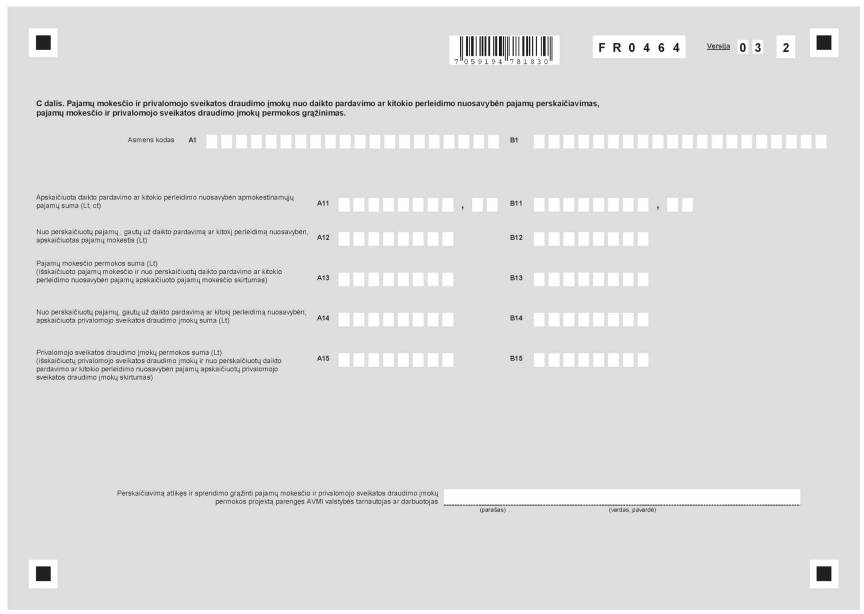 7 059194 781830
FR0464
Versija 03 2
C dalis. Pajamų mokesčio ir privalomojo sveikatos draudimo įmokų nuo daikto pardavimo ar kitokio perleidimo nuosavybėn pajamų perskaičiavimas,
pajamų mokesčio ir privalomojo sveikatos draudimo įmokų permokos grąžinimas.
Asmens kodas A1 B1
Apskaičiuota daikto pardavimo ar kitokio perleidimo nuosavybėn apmokestinamųjų
pajamų suma (Lt, ct) A11 , B11 ,
Nuo perskaičiuotų pajamų , gautų už daikto pardavimą ar kitokį perleidimą nuosavybėn,
apskaičiuotas pajamų mokestis (Lt) A12 B12
Pajamų mokesčio permokos suma (Lt)
(išskaičiuoto pajamų mokesčio ir nuo perskaičiuotų daikto pardavimo ar kitokio
perleidimo nuosavybėn pajamų apskaičiuoto pajamų mokesčio skirtumas) A13 B13
Nuo perskaičiuotų pajamų, gautų už daikto pardavimą ar kitokį perleidimą nuosavybėn,
apskaičiuota privalomojo sveikatos draudimo įmokų suma (Lt) A14 B14
Privalomojo sveikatos draudimo įmokų permokos suma (Lt)
(išskaičiuotų privalomojo sveikatos draudimo įmokų ir nuo perskaičiuotų daikto A15 B15
pardavimo ar kitokio perleidimo nuosavybėn pajamų apskaičiuotų privalomojo
sveikatos draudimo įmokų skirtumas)
Perskaičiavimą atlikęs ir sprendimo grąžinti pajamų mokesčio ir privalomojo sveikatos draudimo įmokų
permokos projektą parengęs AVMI valstybės tarnautojas ar darbuotojas
(parašas) (vardas, pavardė)